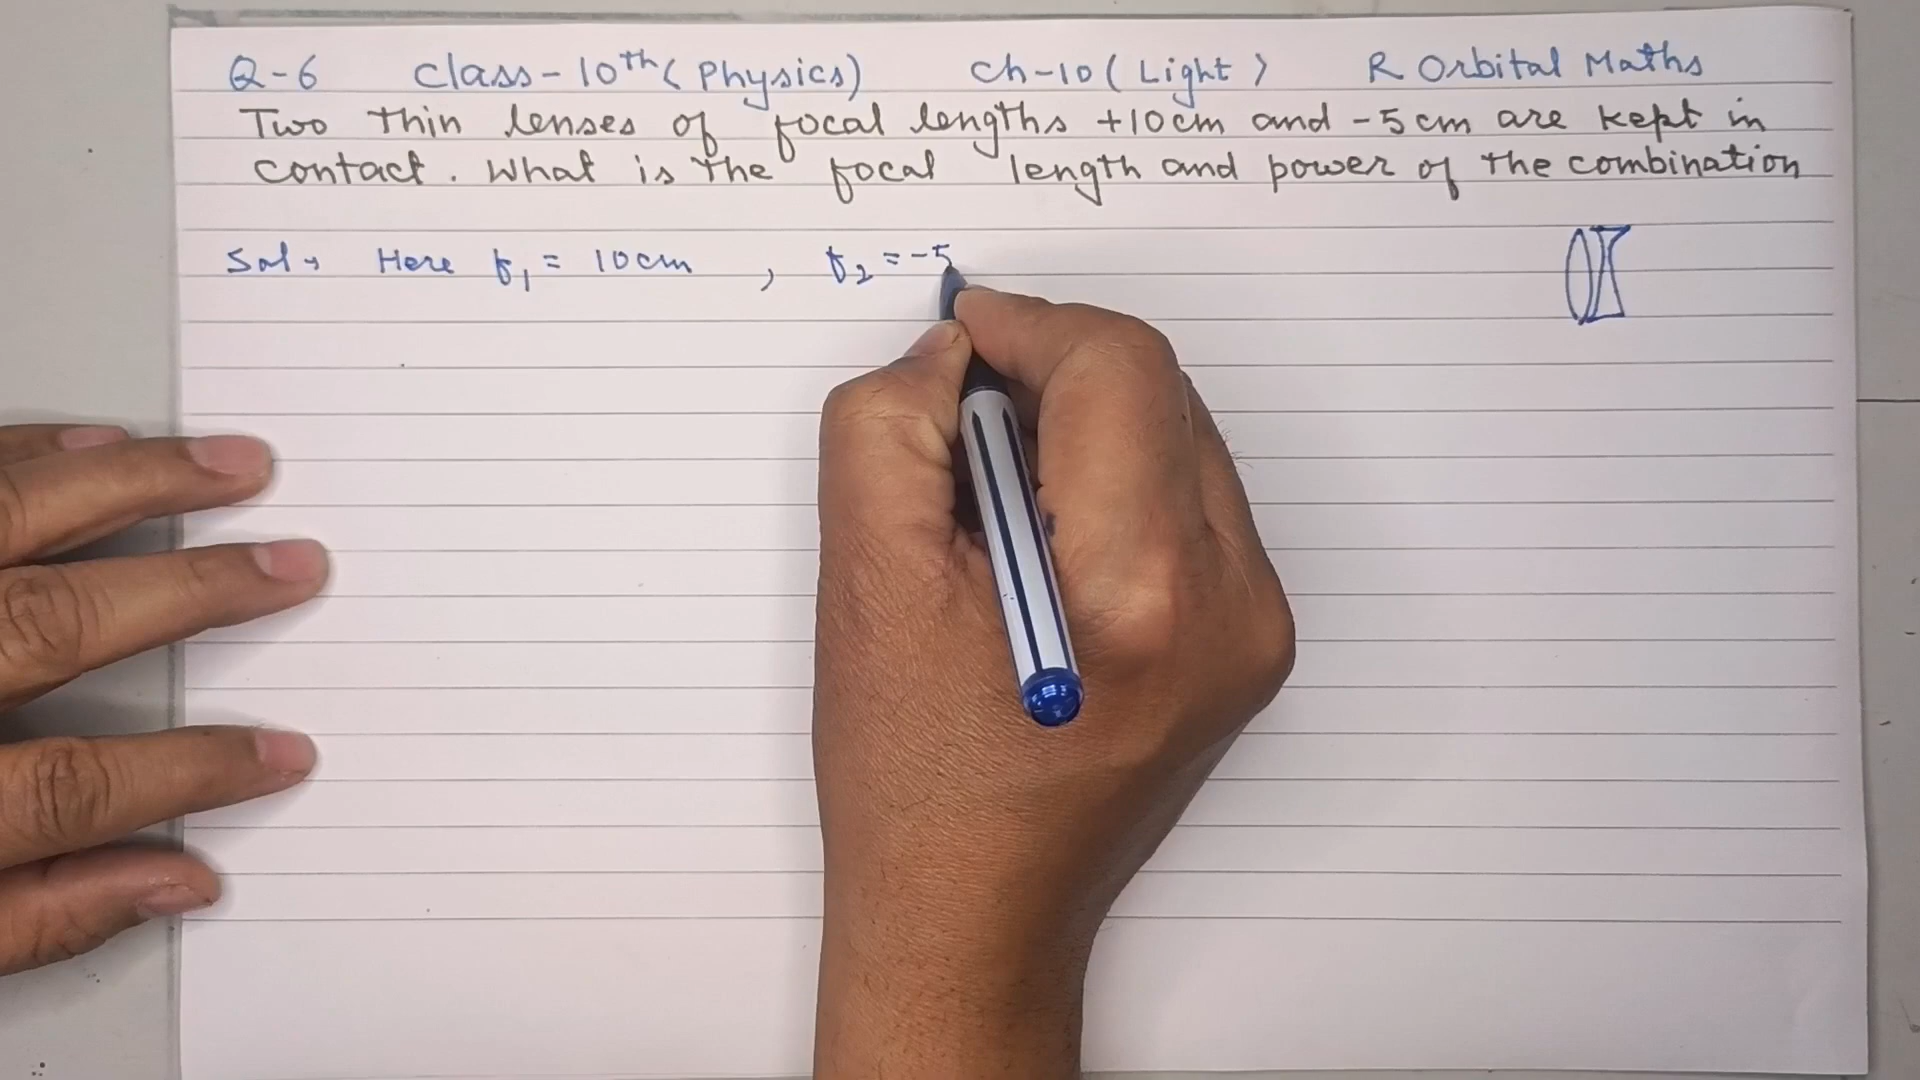 Q-6 Class-10th (Physics) Ch-10 (Light) R Orbital Maths
Two thin lenses of focal lengths +10cm and -5cm are kept in
contact. What is the focal length and power of the combination
Sol→ Here f₁ = 10cm , f₂ = -5